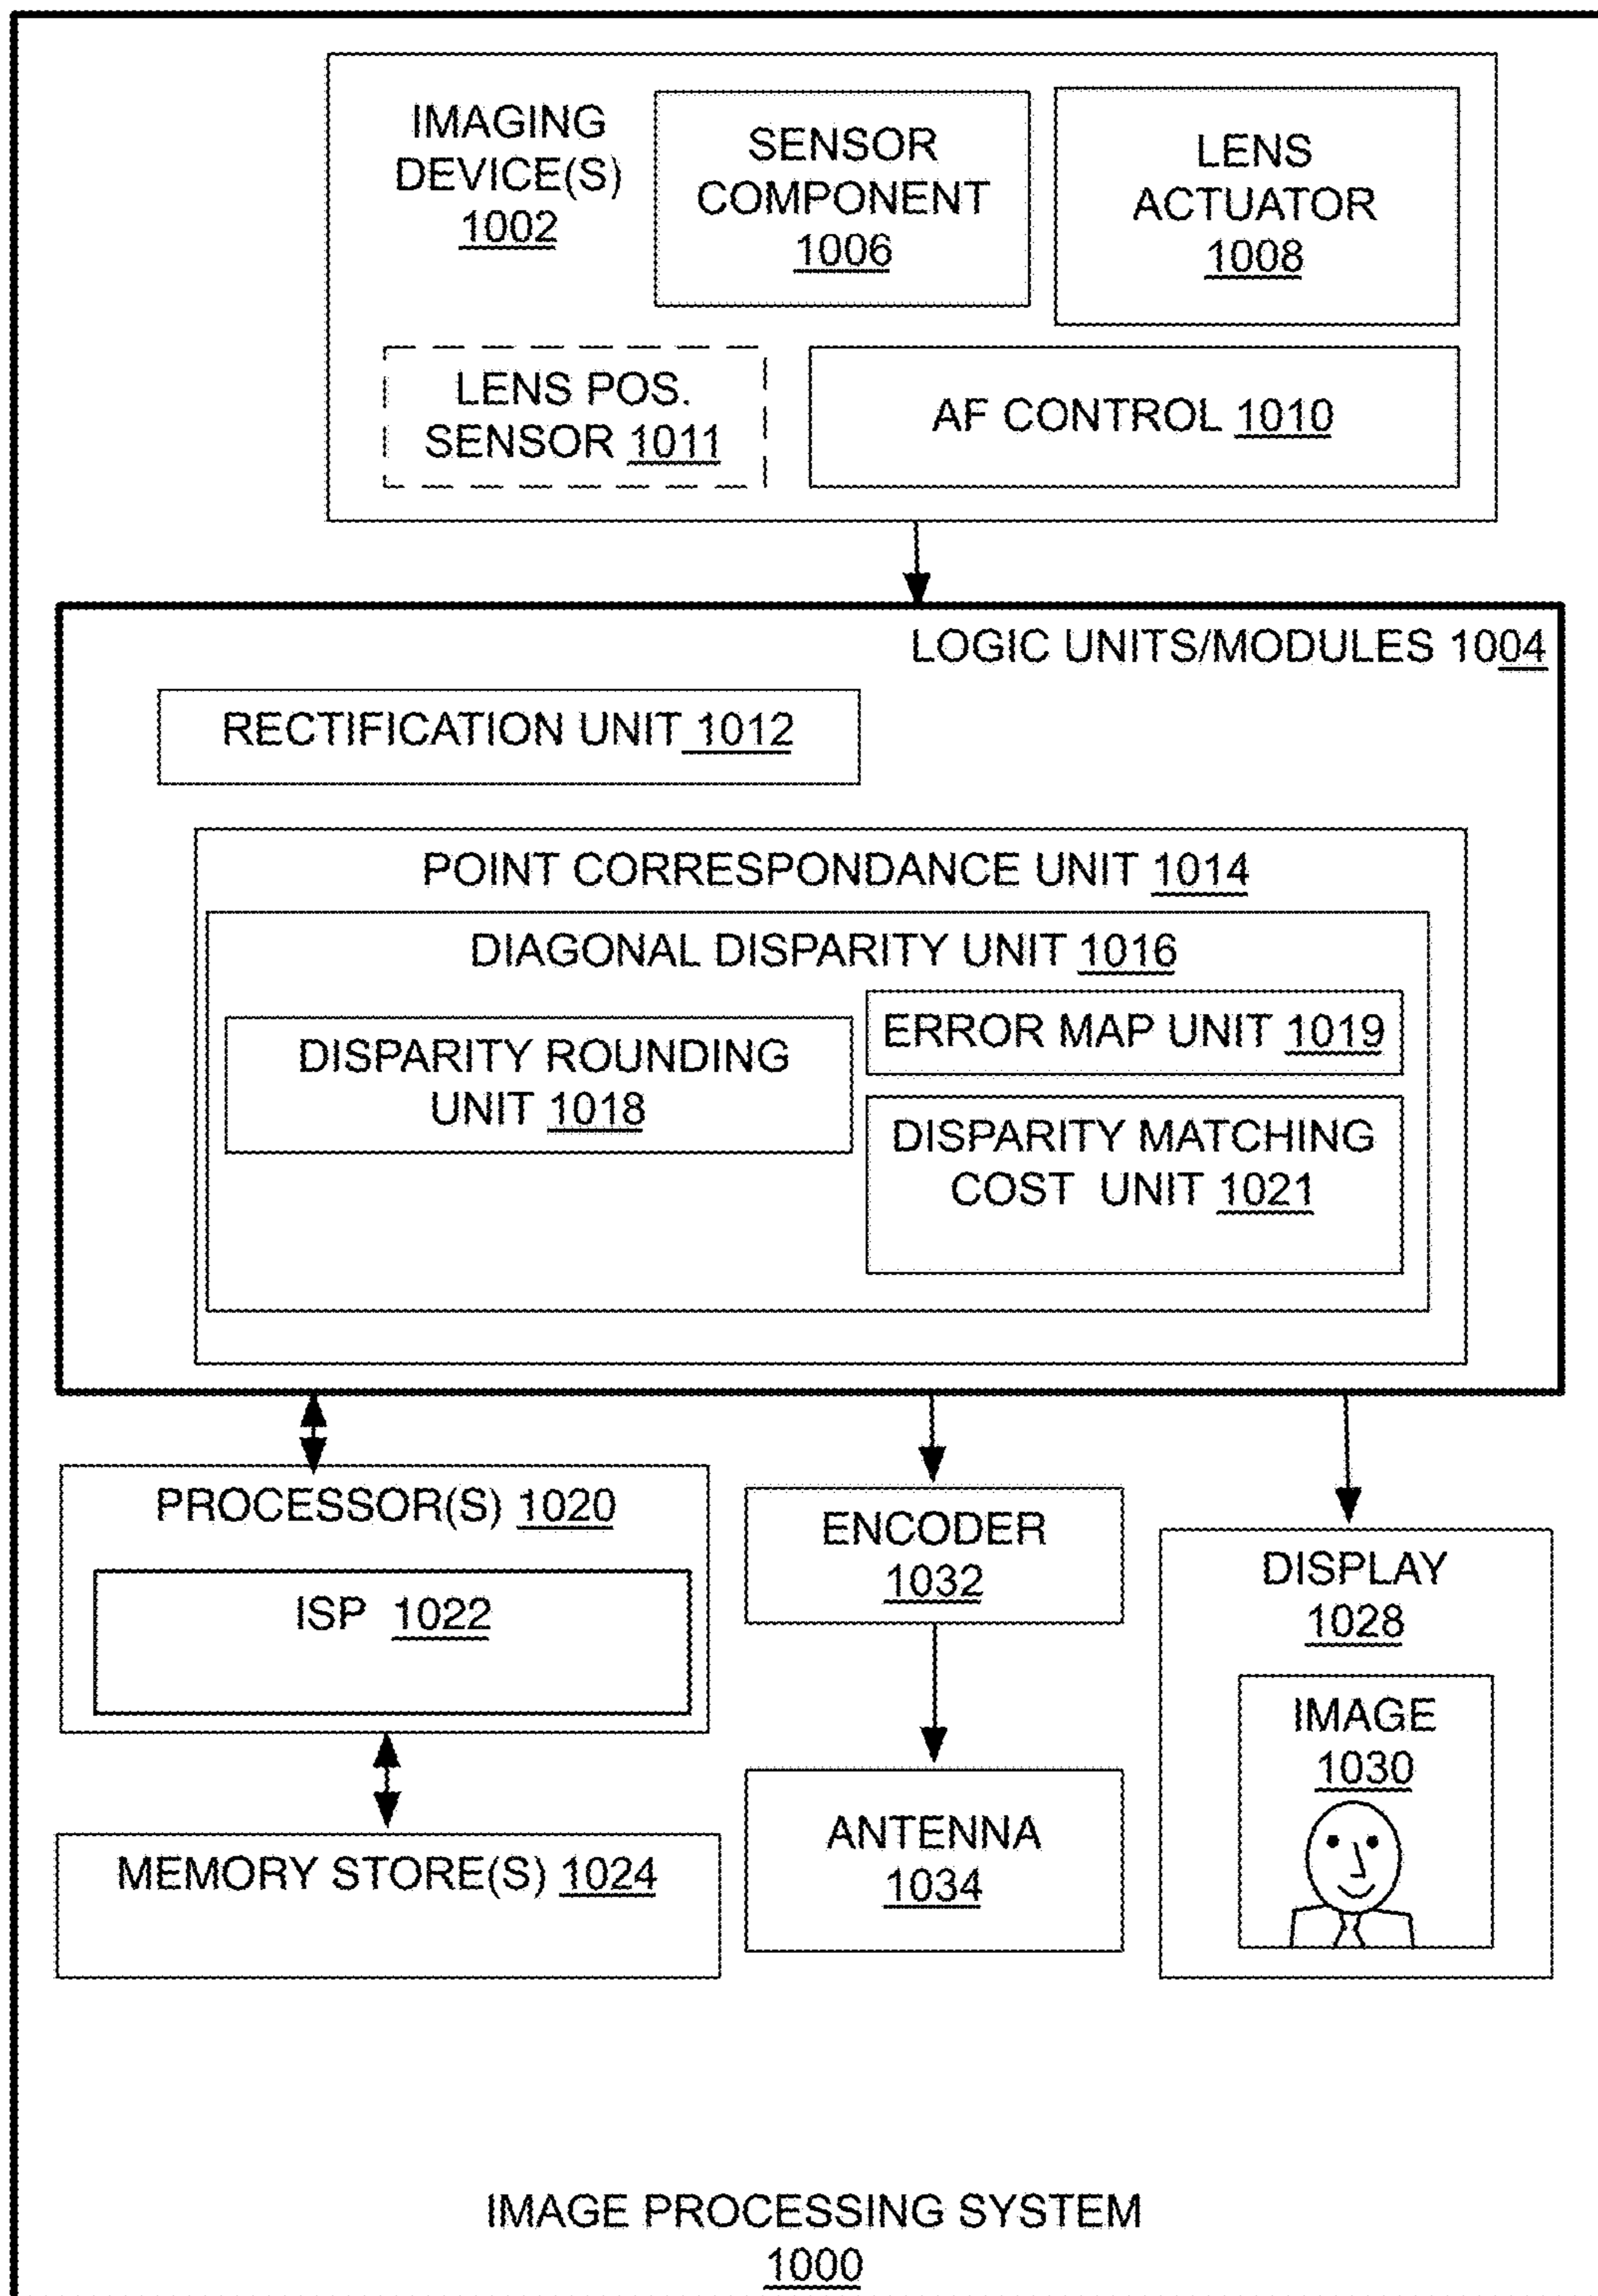 IMAGING
DEVICE(S)
1002
SENSOR
COMPONENT
1006
LENS
ACTUATOR
1008
LENS POS.
SENSOR 1011
AF CONTROL 1010
LOGIC UNITS/MODULES 1004
RECTIFICATION UNIT 1012
POINT CORRESPONDANCE UNIT 1014
DIAGONAL DISPARITY UNIT 1016
DISPARITY ROUNDING
UNIT 1018
ERROR MAP UNIT 1019
DISPARITY MATCHING
COST UNIT 1021
PROCESSOR(S) 1020
ISP 1022
MEMORY STORE(S) 1024
ENCODER
1032
ANTENNA
1034
DISPLAY
1028
IMAGE
1030
IMAGE PROCESSING SYSTEM
1000